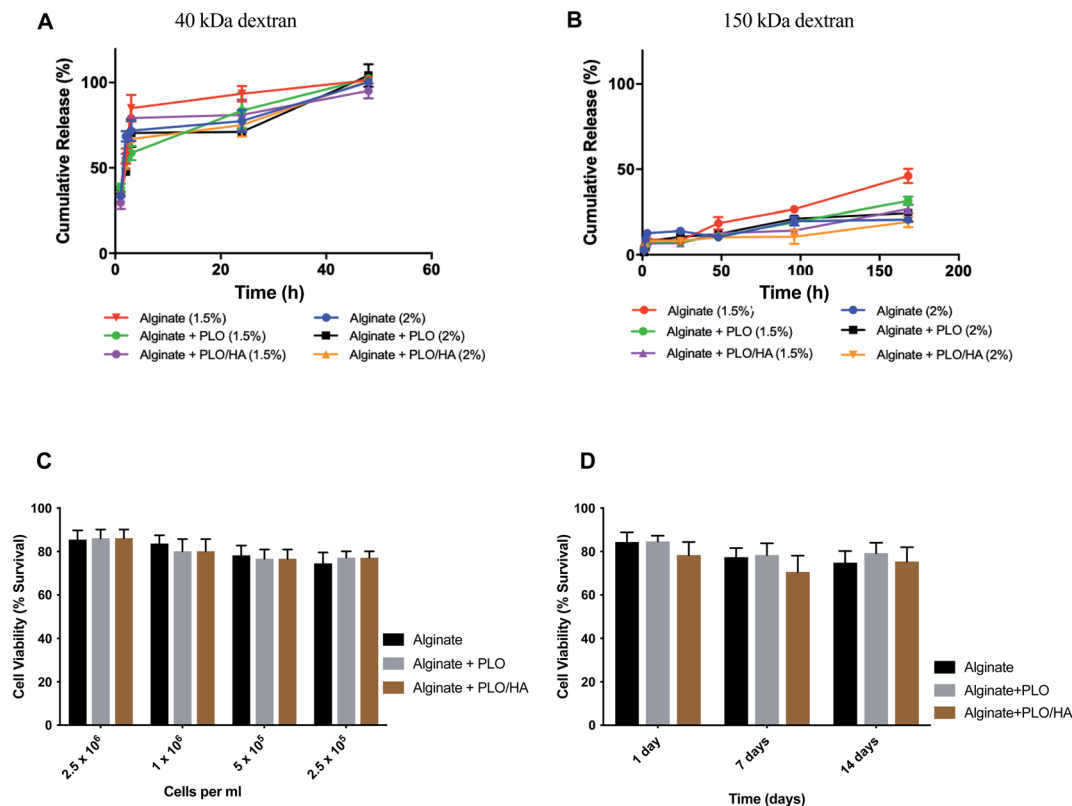 A
40 kDa dextran
Cumulative Release (%)
100
50
0
0
20
40
60
Time (h)
Alginate (1.5%)
Alginate + PLO (1.5%)
Alginate + PLO/HA (1.5%)
Alginate (2%)
Alginate + PLO (2%)
Alginate + PLO/HA (2%)
B
150 kDa dextran
Cumulative Release (%)
100
50
0
0
50
100
150
200
Time (h)
Alginate (1.5%)
Alginate + PLO (1.5%)
Alginate + PLO/HA (1.5%)
Alginate (2%)
Alginate + PLO (2%)
Alginate + PLO/HA (2%)
C
Cell Viability (% Survival)
100
80
60
40
20
0
2.5 x 10⁶
1 x 10⁶
5 x 10⁵
2.5 x 10⁵
Cells per ml
Alginate
Alginate + PLO
Alginate + PLO/HA
D
Cell Viability (% Survival)
100
80
60
40
20
0
1 day
7 days
14 days
Time (days)
Alginate
Alginate+PLO
Alginate+PLO/HA